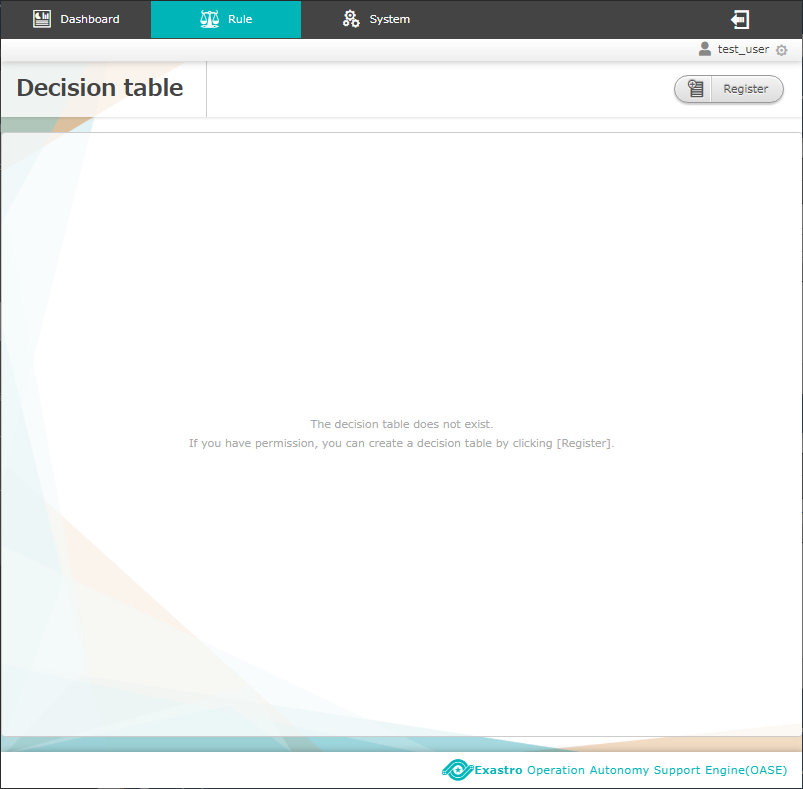 Dashboard
Rule
System
test_user
Decision table
Register
The decision table does not exist.
If you have permission, you can create a decision table by clicking [Register].
Exastro Operation Autonomy Support Engine(OASE)